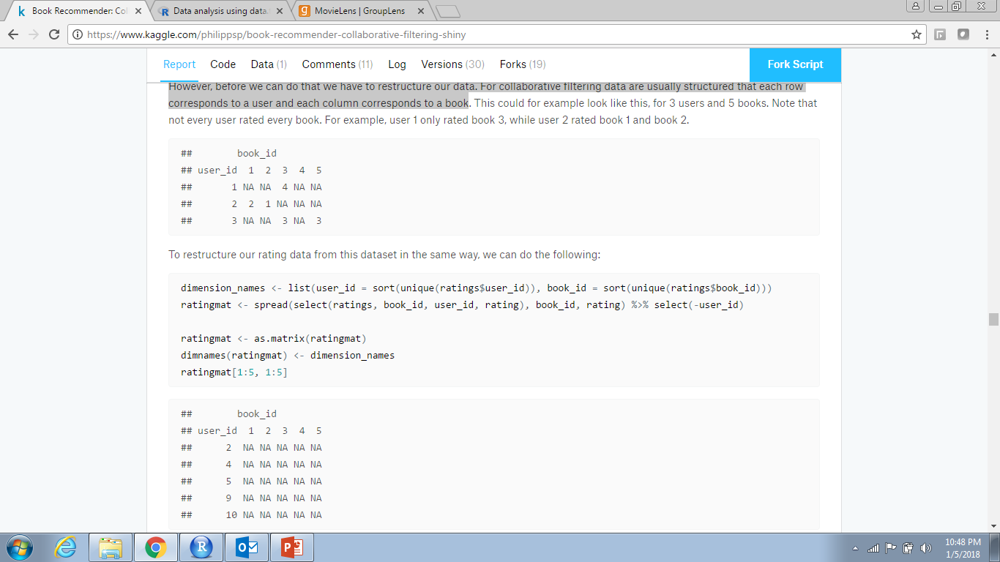 Book Recommender: Co
Data analysis using data.
MovieLens | GroupLens
https://www.kaggle.com/philippsp/book-recommender-collaborative-filtering-shiny
Report Code Data (1) Comments (11) Log Versions (30) Forks (19) Fork Script
However, before we can do that we have to restructure our data. For collaborative filtering data are usually structured that each row
corresponds to a user and each column corresponds to a book. This could for example look like this, for 3 users and 5 books. Note that
not every user rated every book. For example, user 1 only rated book 3, while user 2 rated book 1 and book 2.
## book_id
## user_id 1 2 3 4 5
## 1 NA NA 4 NA NA
## 2 2 1 NA NA NA
## 3 NA NA 3 NA 3
To restructure our rating data from this dataset in the same way, we can do the following:
dimension_names <- list(user_id = sort(unique(ratings$user_id)), book_id = sort(unique(ratings$book_id)))
ratingmat <- spread(select(ratings, book_id, user_id, rating), book_id, rating) %>% select(-user_id)
ratingmat <- as.matrix(ratingmat)
dimnames(ratingmat) <- dimension_names
ratingmat[1:5, 1:5]
## book_id
## user_id 1 2 3 4 5
## 2 NA NA NA NA NA
## 4 NA NA NA NA NA
## 5 NA NA NA NA NA
## 9 NA NA NA NA NA
## 10 NA NA NA NA NA
10:48 PM
1/5/2018